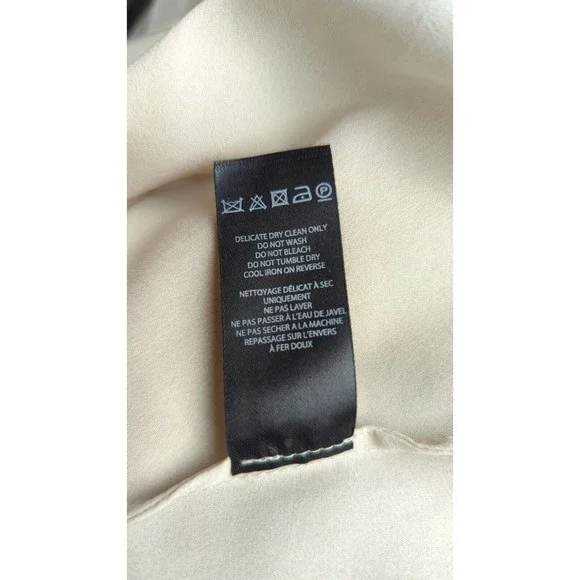 P
DELICATE DRY CLEAN ONLY
DO NOT WASH
DO NOT BLEACH
DO NOT TUMBLE DRY
COOL IRON ON REVERSE
NETTOYAGE DÉLICAT À SEC
UNIQUEMENT
NE PAS LAVER
NE PAS PASSER À L'EAU DE JAVEL
NE PAS SECHER A LA MACHINE
REPASSAGE SUR L'ENVERS
À FER DOUX